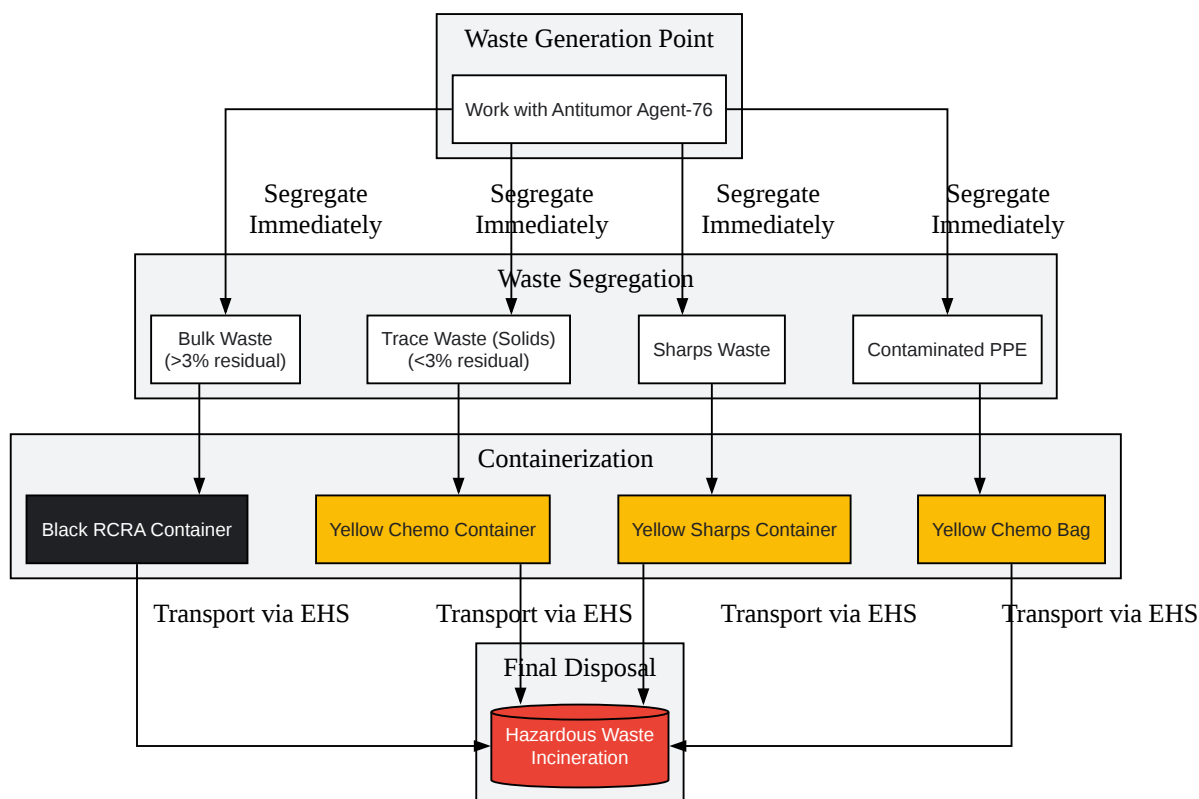 Waste Generation Point
Work with Antitumor Agent-76
Segregate
Immediately
Segregate
Immediately
Segregate
Immediately
Segregate
Immediately
Waste Segregation
Bulk Waste
(>3% residual)
Trace Waste (Solids)
(<3% residual)
Sharps Waste
Contaminated PPE
Containerization
Black RCRA Container
Yellow Chemo Container
Yellow Sharps Container
Yellow Chemo Bag
Transport via EHS
Transport via EHS
Transport via EHS
Transport via EHS
Final Disposal
Hazardous Waste
Incineration